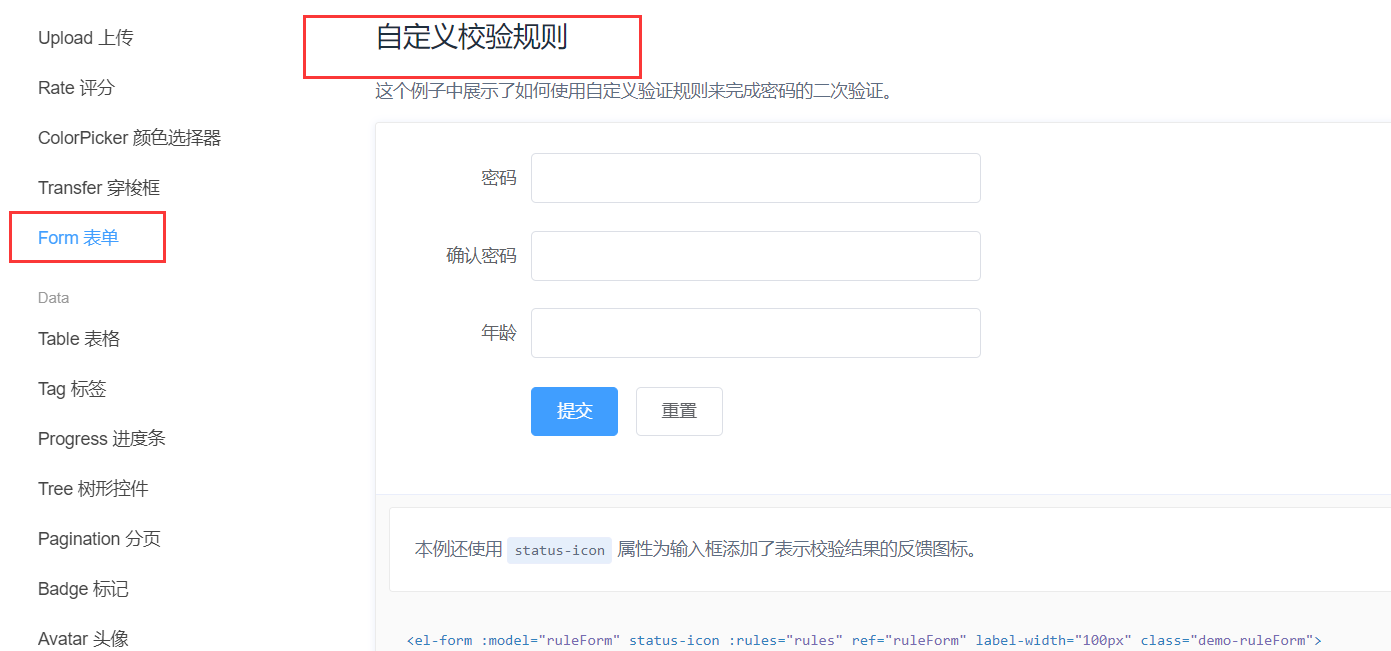 Upload 上传
Rate 评分
ColorPicker 颜色选择器
Transfer 穿梭框
Form 表单
Data
Table 表格
Tag 标签
Progress 进度条
Tree 树形控件
Pagination 分页
Badge 标记
Avatar 头像
自定义校验规则
这个例子中展示了如何使用自定义验证规则来完成密码的二次验证。
密码
确认密码
年龄
提交 重置
本例还使用 status-icon 属性为输入框添加了表示校验结果的反馈图标。
<el-form :model="ruleForm" status-icon :rules="rules" ref="ruleForm" label-width="100px" class="demo-ruleForm">